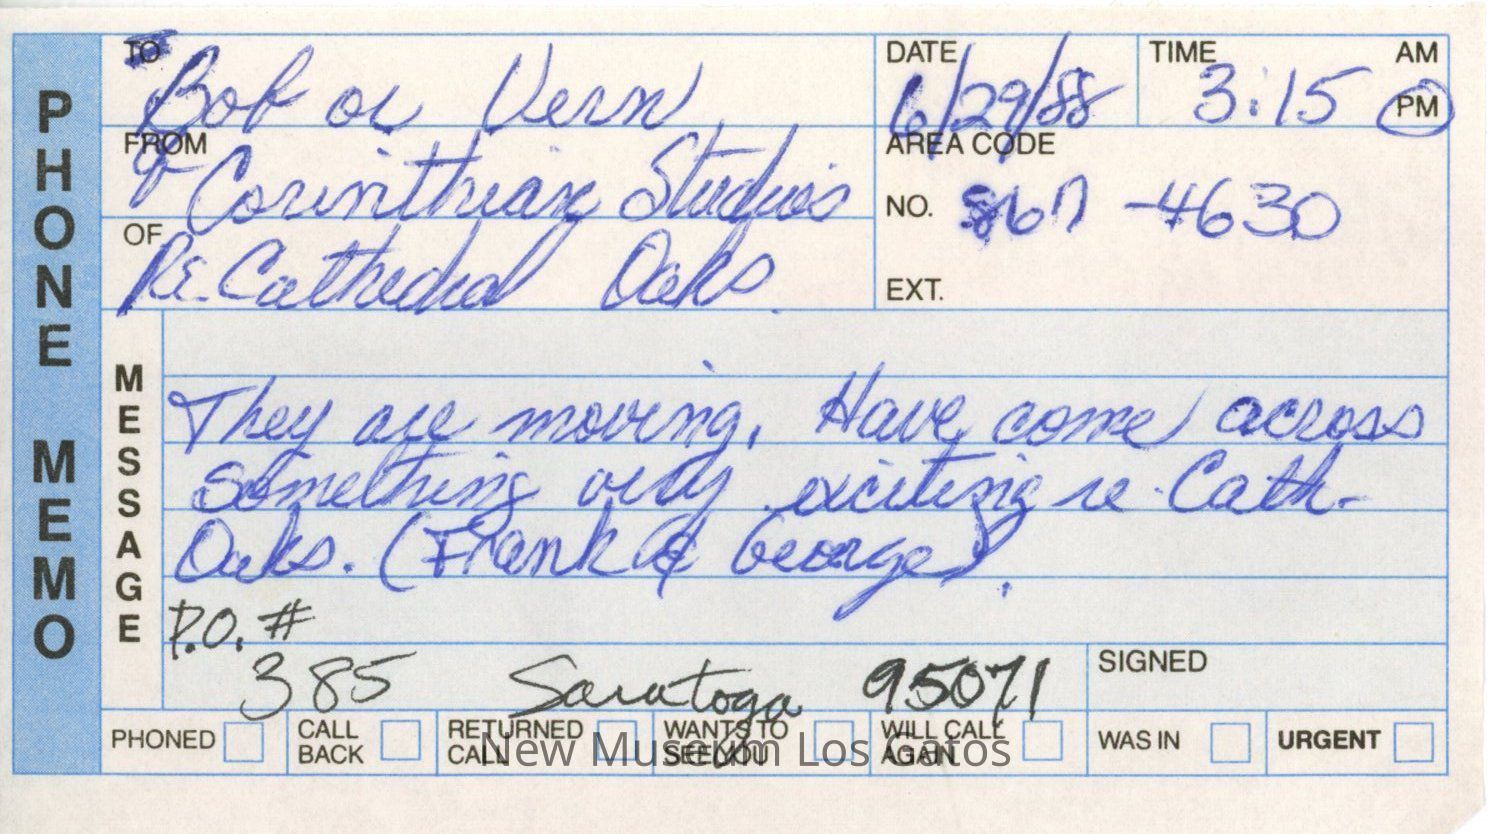 PHONE MEMO
TO Bob or Vern
DATE 6/29/88
TIME 3:15 AM PM
FROM Corinthian Studios
AREA CODE
NO. 867-4630
OF Re. Cathedral Oaks
EXT.
MESSAGE
They are moving. Have come across
something very exciting re. Cath.
Oaks. (Frank & George).
P.O. #
385 Saratoga 95071
SIGNED
PHONED
CALL BACK
RETURNED CALL
WANTS TO SEE YOU
WILL CALL AGAIN
WAS IN
URGENT
New Museum Los Gatos